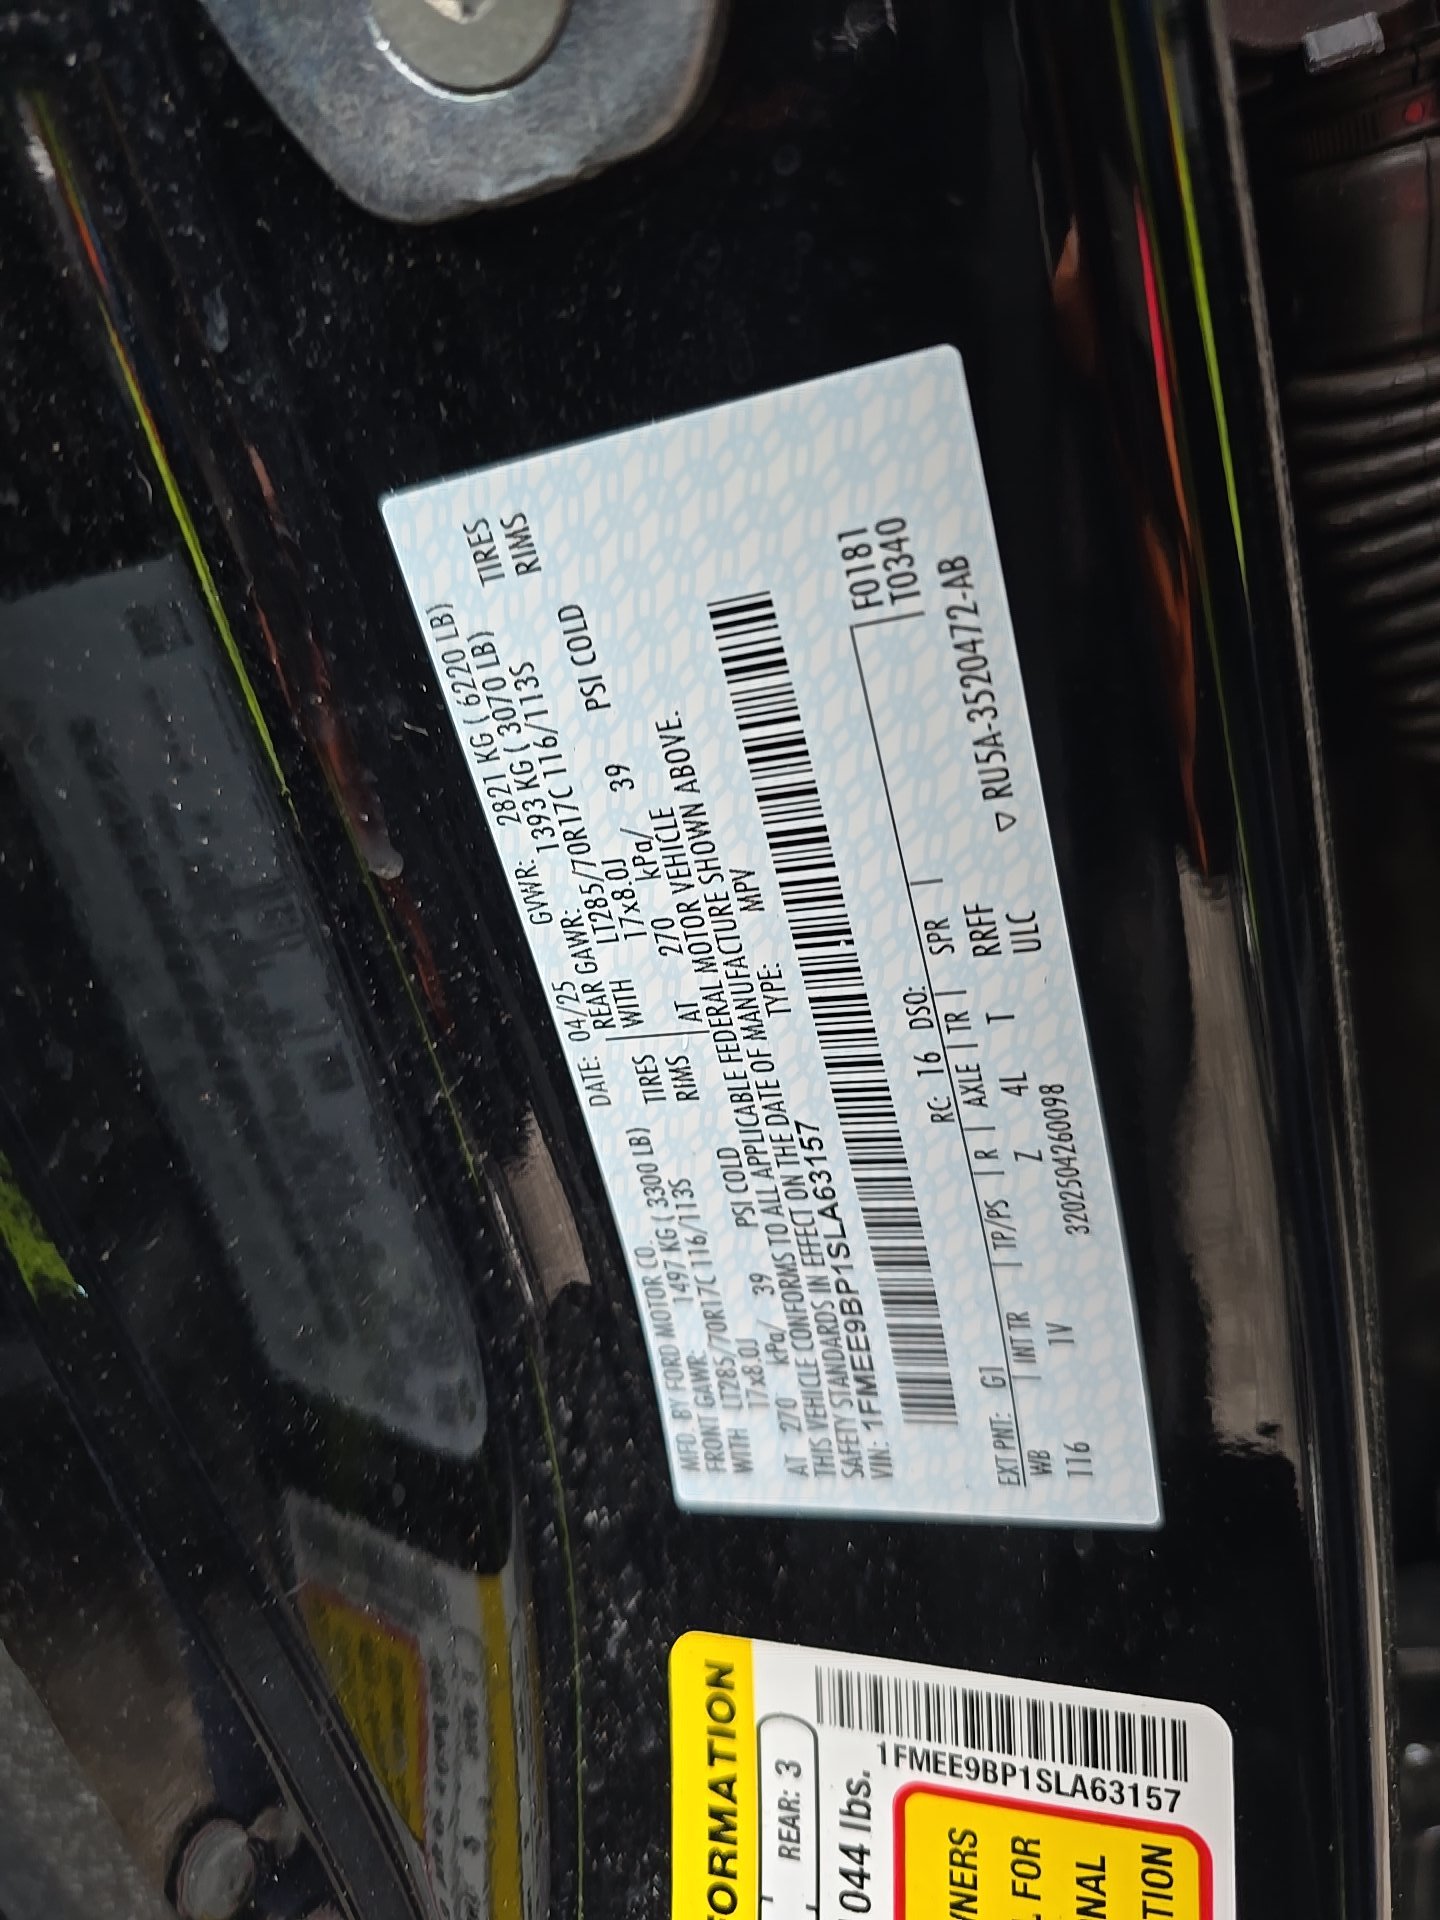 MFD. BY FORD MOTOR CO. DATE: 04/25 GVWR: 2821 KG ( 6220 LB)
FRONT GAWR: 1497 KG ( 3300 LB) REAR GAWR: 1393 KG ( 3070 LB)
WITH LT285/70R17C 116/113S TIRES WITH LT285/70R17C 116/113S TIRES
17x8.0J RIMS 17x8.0J RIMS
AT 270 kPa/ 39 PSI COLD AT 270 kPa/ 39 PSI COLD
THIS VEHICLE CONFORMS TO ALL APPLICABLE FEDERAL MOTOR VEHICLE
SAFETY STANDARDS IN EFFECT ON THE DATE OF MANUFACTURE SHOWN ABOVE.
VIN: 1FMEE9BP1SLA63157 TYPE: MPV
F0181
T0340
EXT PNT: G1 RC: 16 DSO:
WB INT TR TP/PS R AXLE TR SPR
116 1V Z 4L T RRFF
ULC
3202504260098 ▽ RU5A-3520472-AB
ORMATION
REAR: 3
044 lbs.
1FMEE9BP1SLA63157
NERS
FOR
NAL
TION